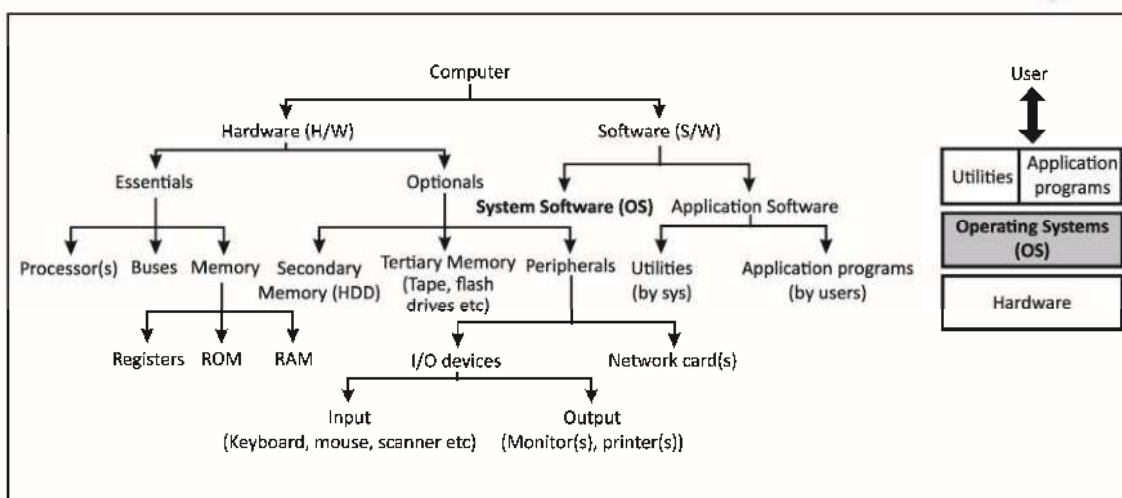 Computer
User
Hardware (H/W)
Software (S/W)
Utilities
Application
programs
Essentials
Optionals
System Software (OS)
Application Software
Operating Systems
(OS)
Processor(s)
Buses
Memory
Secondary
Memory (HDD)
Tertiary Memory
(Tape, flash
drives etc)
Peripherals
Utilities
(by sys)
Application programs
(by users)
Hardware
Registers
ROM
RAM
I/O devices
Network card(s)
Input
(Keyboard, mouse, scanner etc)
Output
(Monitor(s), printer(s))